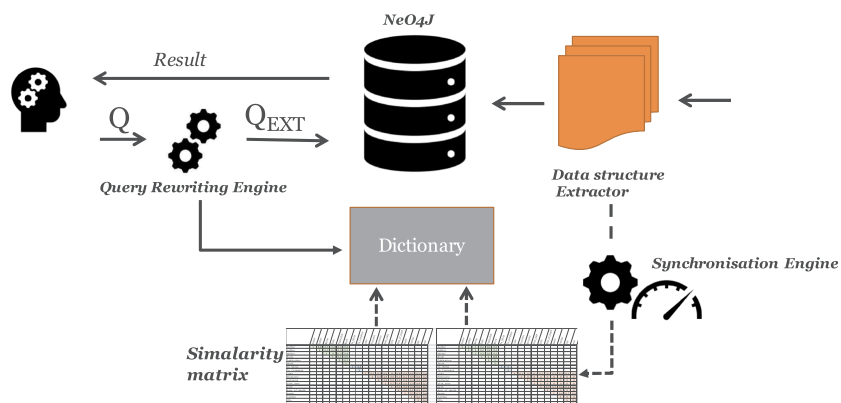 NeO4J
Result
Q
QEXT
Query Rewriting Engine
Data structure
Extractor
Dictionary
Synchronisation Engine
Simalarity
matrix